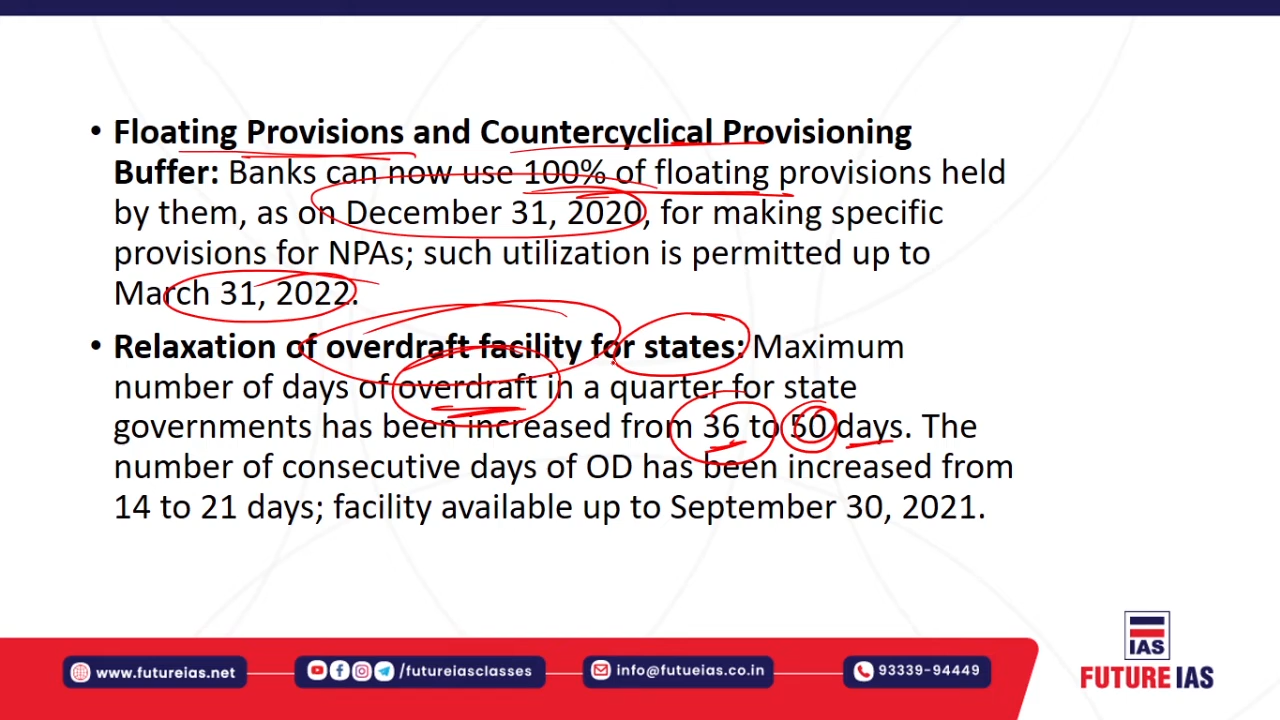 • Floating Provisions and Countercyclical Provisioning
Buffer: Banks can now use 100% of floating provisions held
by them, as on December 31, 2020, for making specific
provisions for NPAs; such utilization is permitted up to
March 31, 2022.
• Relaxation of overdraft facility for states: Maximum
number of days of overdraft in a quarter for state
governments has been increased from 36 to 50 days. The
number of consecutive days of OD has been increased from
14 to 21 days; facility available up to September 30, 2021.
IAS
FUTURE IAS
www.futureias.net
/futureiasclasses
info@futueias.co.in
93339-94449